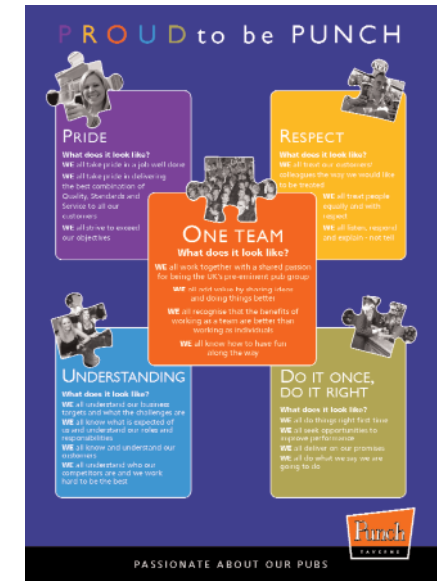 PROUD to be PUNCH
PRIDE
What does it look like?
WE all take pride in a job well done
WE all take pride in delivering
the best combination of
Quality, Standards and
Service to all our
customers
WE all strive to exceed
our objectives
RESPECT
What does it look like?
WE all treat our customers/
colleagues the way we would like
to be treated
WE all treat people
equally and with
respect
WE all listen, respond
and explain - not tell
ONE TEAM
What does it look like?
WE all work together with a shared passion
for being the UK's pre-eminent pub group
WE all add value by sharing ideas
and doing things better
WE all recognise that the benefits of
working as a team are better than
working as individuals
WE all know how to have fun
along the way
UNDERSTANDING
What does it look like?
WE all understand our business
targets and what the challenges are
WE all know what is expected of
us and understand our roles and
responsibilities
WE all know and understand our
customers
WE all understand who our
competitors are and we work
hard to be the best
DO IT ONCE,
DO IT RIGHT
What does it look like?
WE all do things right first time
WE all seek opportunities to
improve performance
WE all deliver on our promises
WE all do what we say we are
going to do
Punch
TAVERNS
PASSIONATE ABOUT OUR PUBS